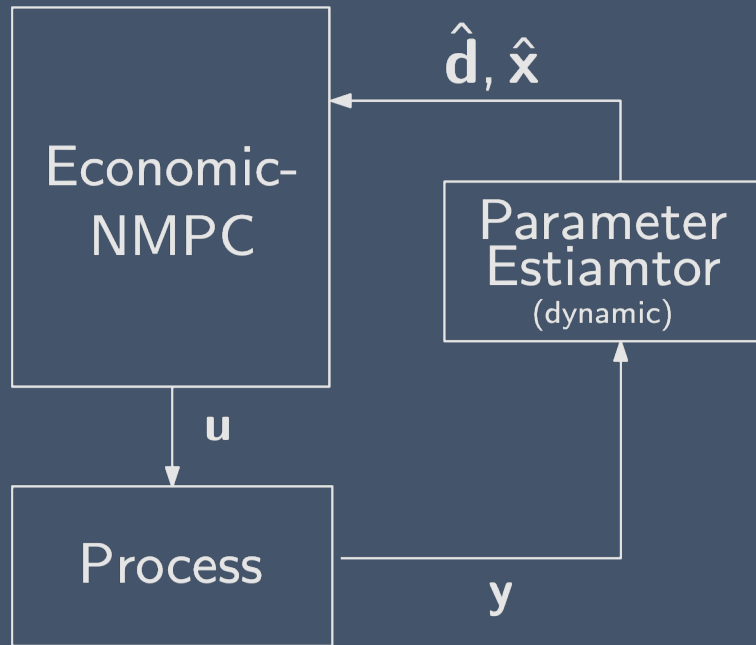 Economic-
NMPC
d̂, x̂
Parameter
Estiamtor
(dynamic)
u
Process
y